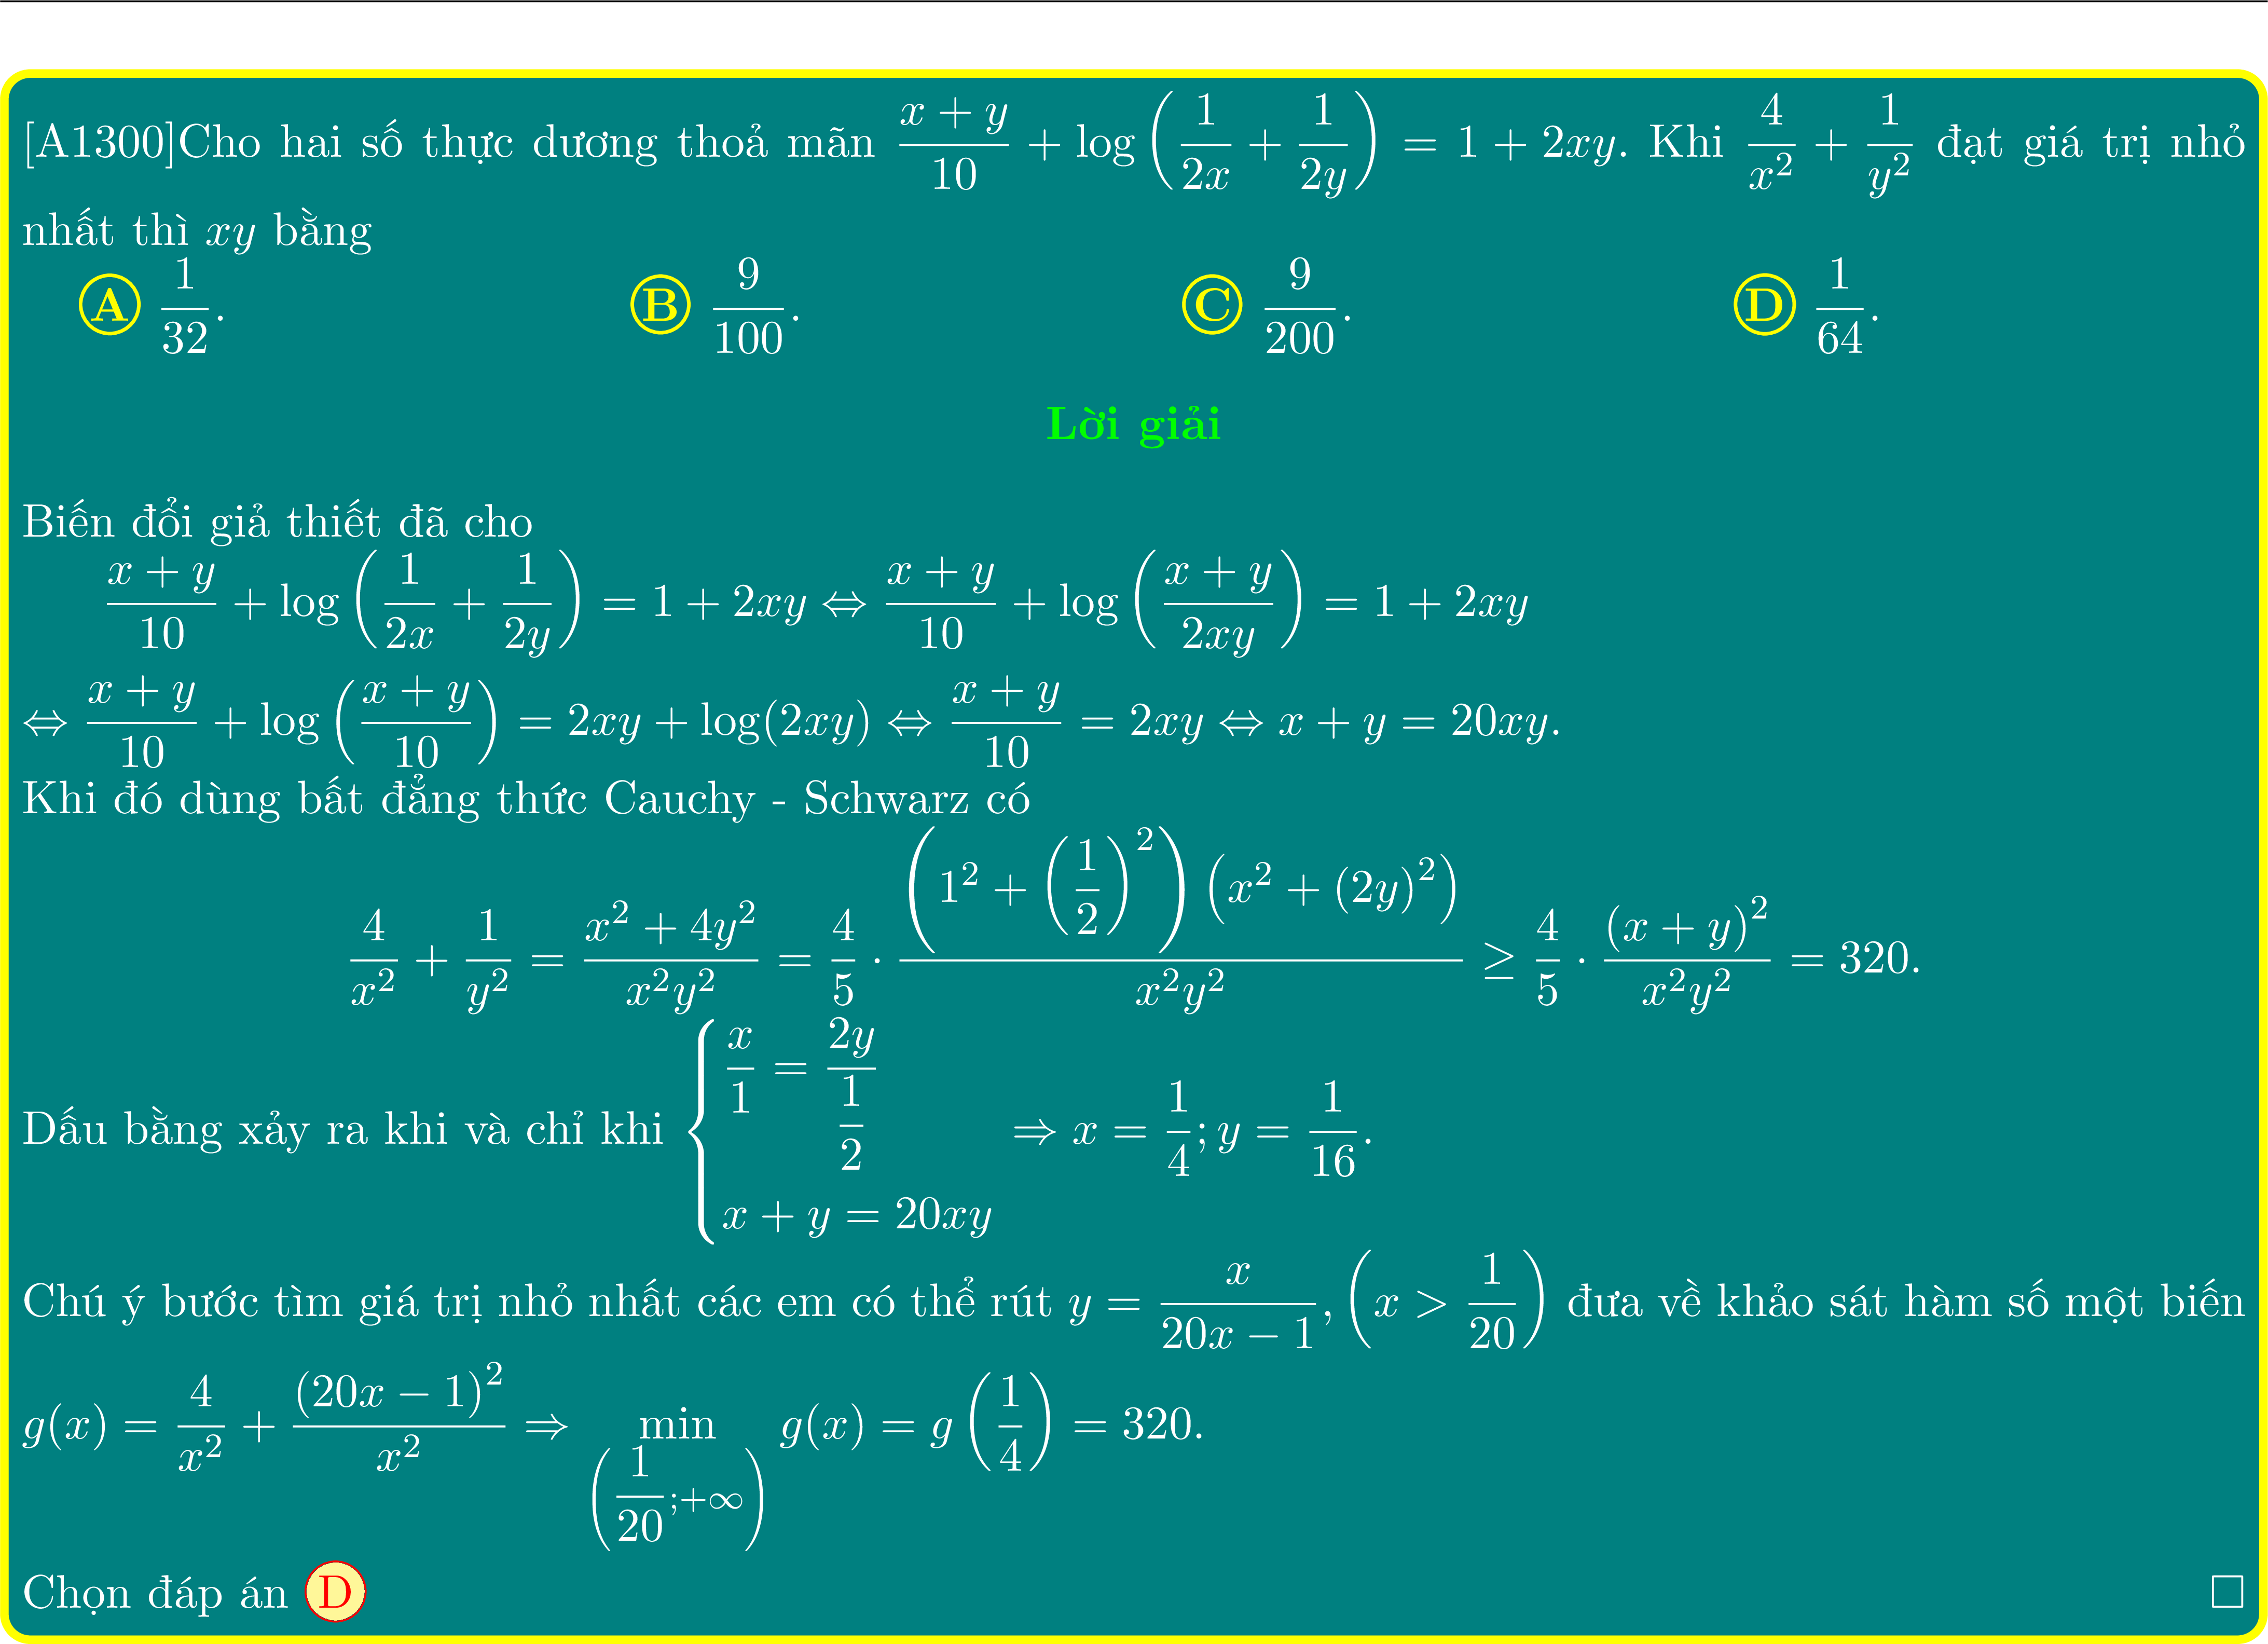 [A1300]Cho hai số thực dương thoả mãn $\frac{x+y}{10} + \log\left(\frac{1}{2x} + \frac{1}{2y}\right) = 1 + 2xy$. Khi $\frac{4}{x^2} + \frac{1}{y^2}$ đạt giá trị nhỏ
nhất thì $xy$ bằng
A $\frac{1}{32}$. B $\frac{9}{100}$. C $\frac{9}{200}$. D $\frac{1}{64}$.
Lời giải
Biến đổi giả thiết đã cho
$\frac{x+y}{10} + \log\left(\frac{1}{2x} + \frac{1}{2y}\right) = 1 + 2xy \Leftrightarrow \frac{x+y}{10} + \log\left(\frac{x+y}{2xy}\right) = 1 + 2xy$
$\Leftrightarrow \frac{x+y}{10} + \log\left(\frac{x+y}{10}\right) = 2xy + \log(2xy) \Leftrightarrow \frac{x+y}{10} = 2xy \Leftrightarrow x + y = 20xy.$
Khi đó dùng bất đẳng thức Cauchy - Schwarz có
$\frac{4}{x^2} + \frac{1}{y^2} = \frac{x^2 + 4y^2}{x^2y^2} = \frac{4}{5} \cdot \frac{\left(1^2 + \left(\frac{1}{2}\right)^2\right)\left(x^2 + (2y)^2\right)}{x^2y^2} \geq \frac{4}{5} \cdot \frac{(x+y)^2}{x^2y^2} = 320.$
Dấu bằng xảy ra khi và chỉ khi $\begin{cases} \frac{x}{1} = \frac{2y}{\frac{1}{2}} \\ x + y = 20xy \end{cases} \Rightarrow x = \frac{1}{4}; y = \frac{1}{16}.$
Chú ý bước tìm giá trị nhỏ nhất các em có thể rút $y = \frac{x}{20x-1}, \left(x > \frac{1}{20}\right)$ đưa về khảo sát hàm số một biến
$g(x) = \frac{4}{x^2} + \frac{(20x-1)^2}{x^2} \Rightarrow \min_{\left(\frac{1}{20};+\infty\right)} g(x) = g\left(\frac{1}{4}\right) = 320.$
Chọn đáp án D □